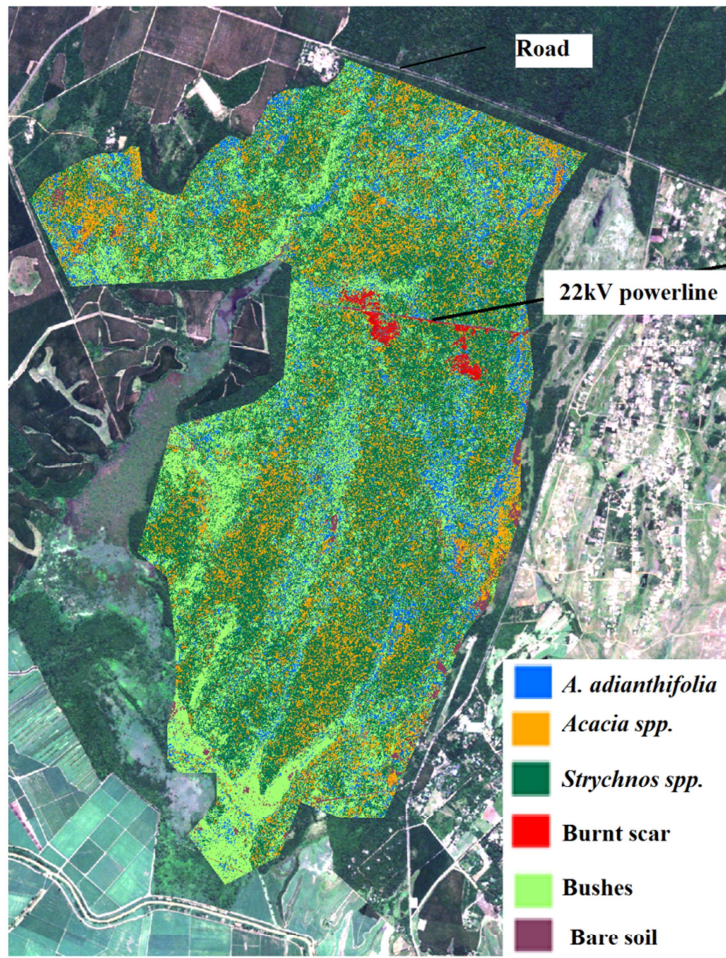 Road
22kV powerline
A. adianthifolia
Acacia spp.
Strychnos spp.
Burnt scar
Bushes
Bare soil